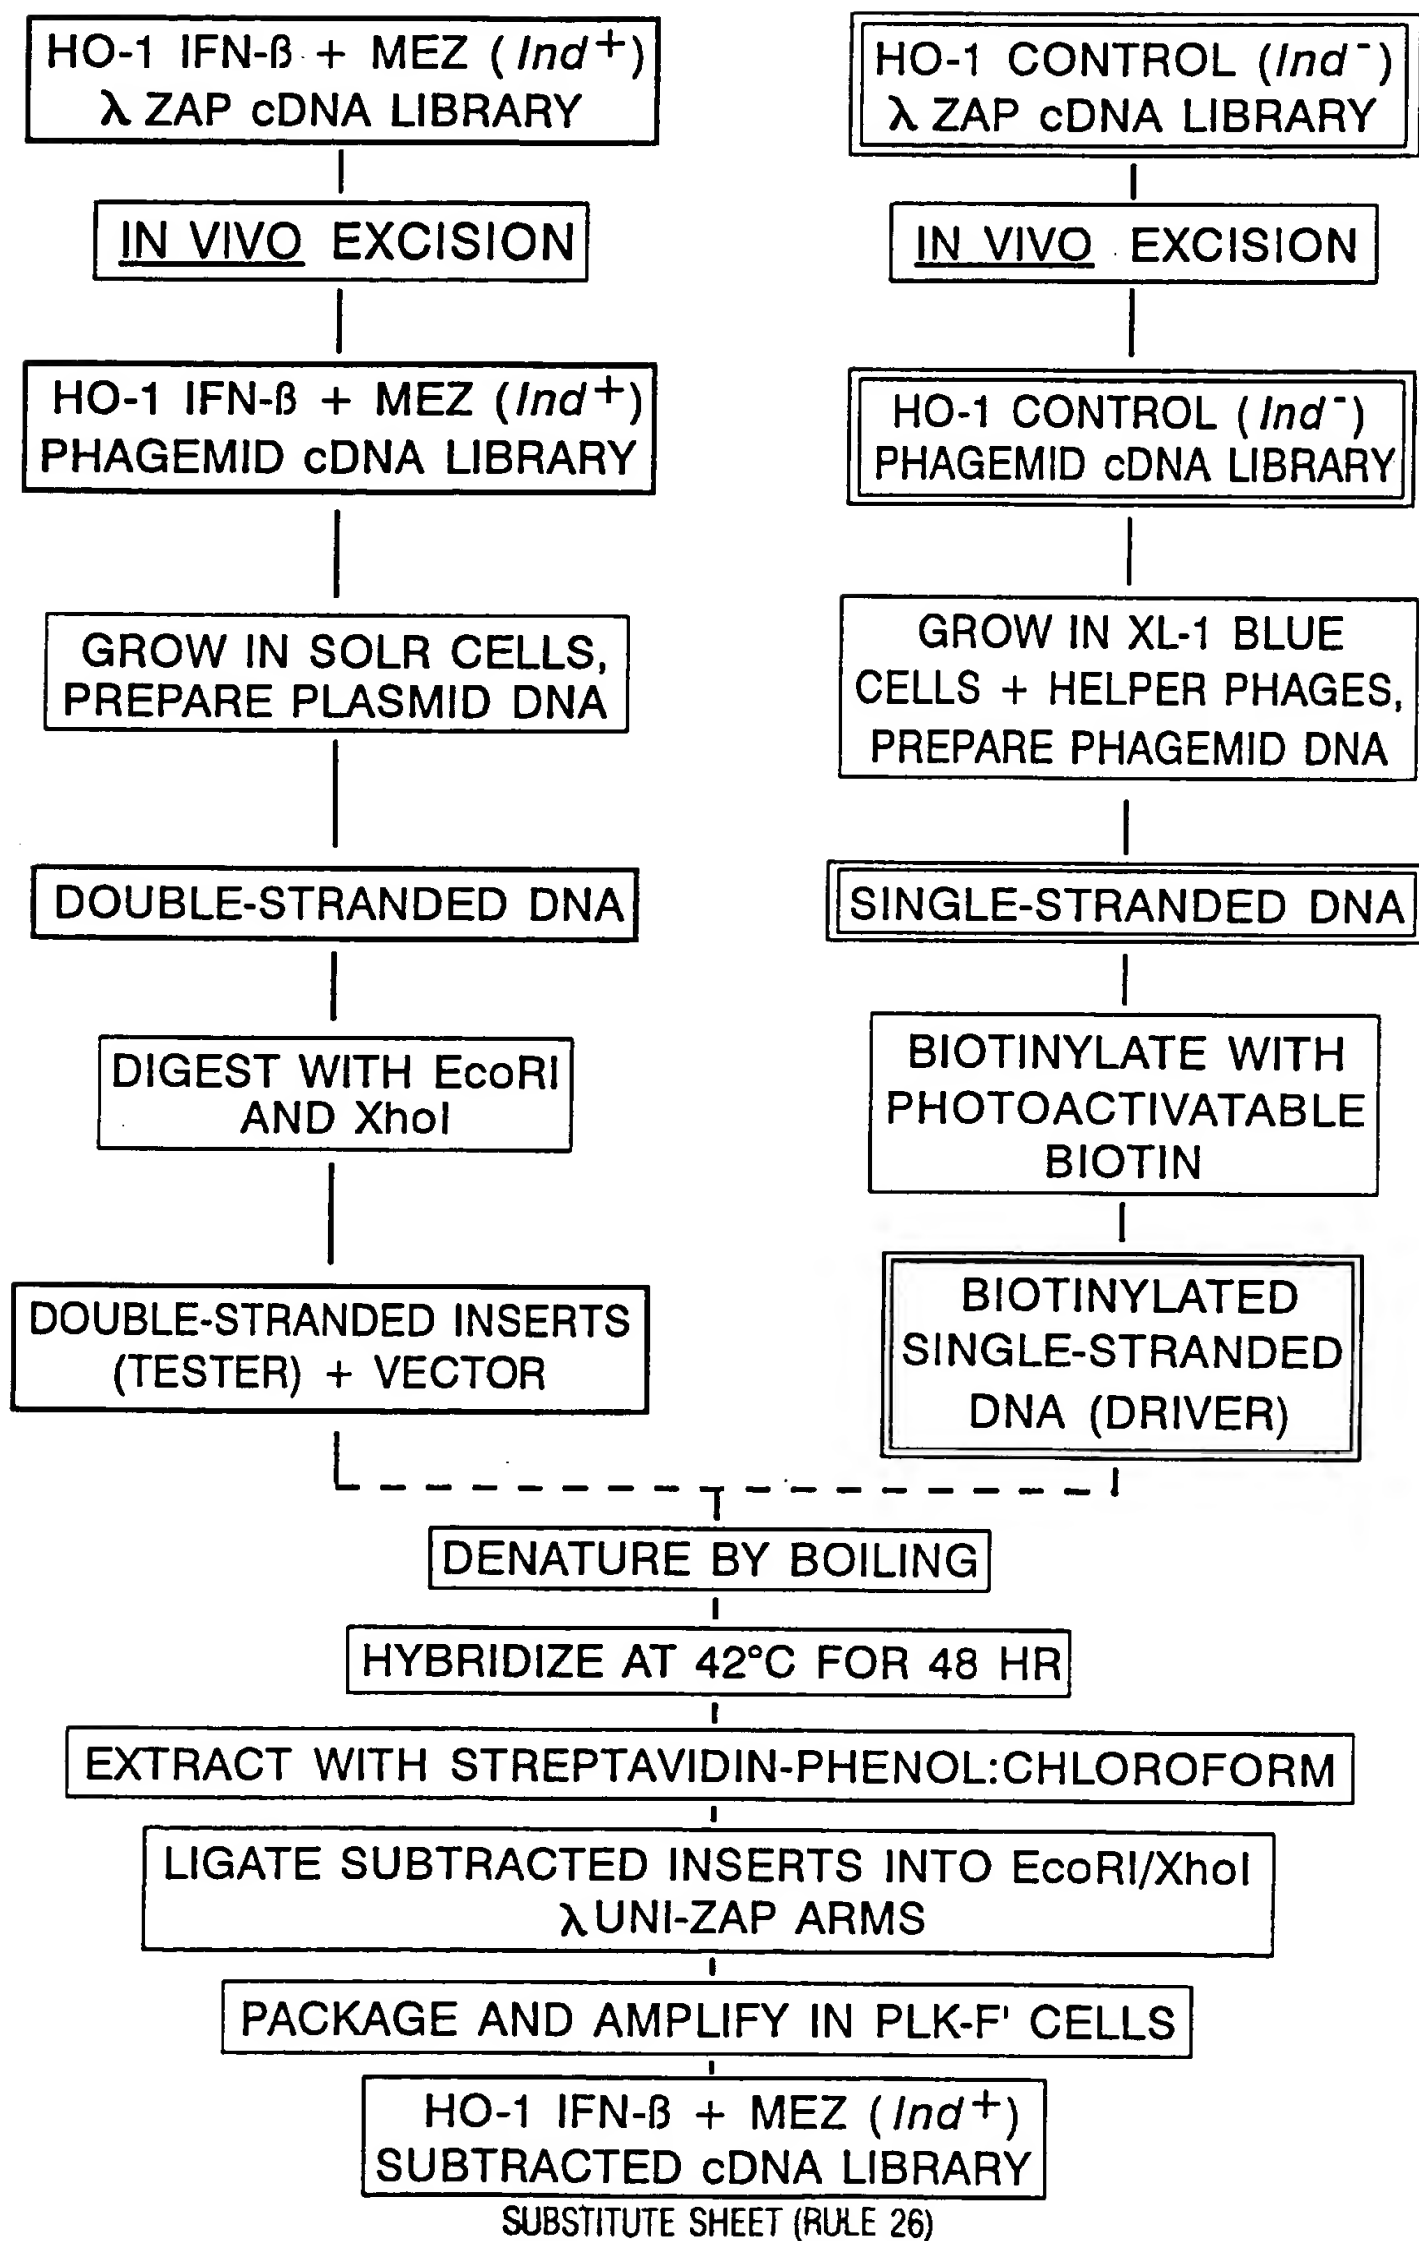 HO-1 IFN-ß + MEZ (Ind+)
λ ZAP cDNA LIBRARY
IN VIVO EXCISION
HO-1 IFN-ß + MEZ (Ind+)
PHAGEMID cDNA LIBRARY
GROW IN SOLR CELLS,
PREPARE PLASMID DNA
DOUBLE-STRANDED DNA
DIGEST WITH EcoRI
AND XhoI
DOUBLE-STRANDED INSERTS
(TESTER) + VECTOR
HO-1 CONTROL (Ind-)
λ ZAP cDNA LIBRARY
IN VIVO EXCISION
HO-1 CONTROL (Ind-)
PHAGEMID cDNA LIBRARY
GROW IN XL-1 BLUE
CELLS + HELPER PHAGES,
PREPARE PHAGEMID DNA
SINGLE-STRANDED DNA
BIOTINYLATE WITH
PHOTOACTIVATABLE
BIOTIN
BIOTINYLATED
SINGLE-STRANDED
DNA (DRIVER)
DENATURE BY BOILING
HYBRIDIZE AT 42°C FOR 48 HR
EXTRACT WITH STREPTAVIDIN-PHENOL:CHLOROFORM
LIGATE SUBTRACTED INSERTS INTO EcoRI/XhoI
λ UNI-ZAP ARMS
PACKAGE AND AMPLIFY IN PLK-F' CELLS
HO-1 IFN-ß + MEZ (Ind+)
SUBTRACTED cDNA LIBRARY
SUBSTITUTE SHEET (RULE 26)